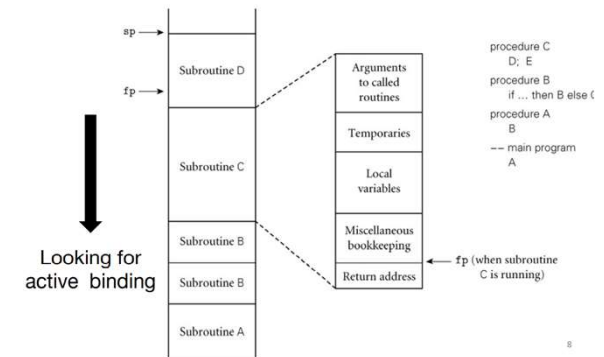 sp
Subroutine D
fp
Subroutine C
Subroutine B
Subroutine B
Subroutine A
Looking for
active binding
Arguments
to called
routines
Temporaries
Local
variables
Miscellaneous
bookkeeping
Return address
fp (when subroutine
C is running)
procedure C
D; E
procedure B
if ... then B else
procedure A
B
-- main program
A
8